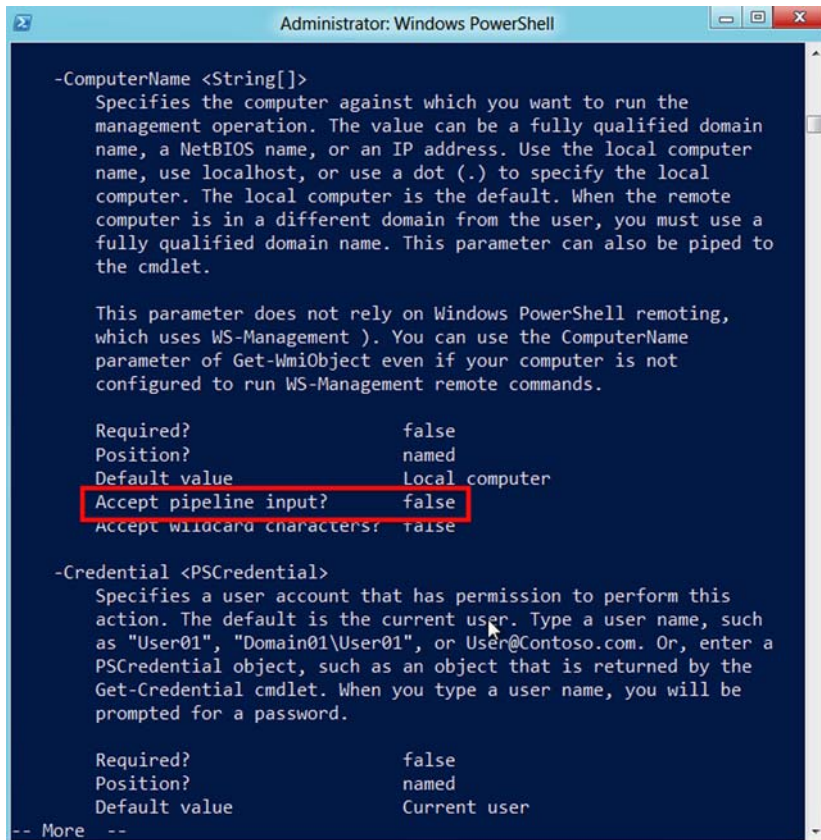 Administrator: Windows PowerShell
-ComputerName <String[]>
Specifies the computer against which you want to run the
management operation. The value can be a fully qualified domain
name, a NetBIOS name, or an IP address. Use the local computer
name, use localhost, or use a dot (.) to specify the local
computer. The local computer is the default. When the remote
computer is in a different domain from the user, you must use a
fully qualified domain name. This parameter can also be piped to
the cmdlet.
This parameter does not rely on Windows PowerShell remoting,
which uses WS-Management ). You can use the ComputerName
parameter of Get-WmiObject even if your computer is not
configured to run WS-Management remote commands.
Required? false
Position? named
Default value Local computer
Accept pipeline input? false
Accept wildcard characters? false
-Credential <PSCredential>
Specifies a user account that has permission to perform this
action. The default is the current user. Type a user name, such
as "User01", "Domain01\User01", or User@Contoso.com. Or, enter a
PSCredential object, such as an object that is returned by the
Get-Credential cmdlet. When you type a user name, you will be
prompted for a password.
Required? false
Position? named
Default value Current user
-- More --